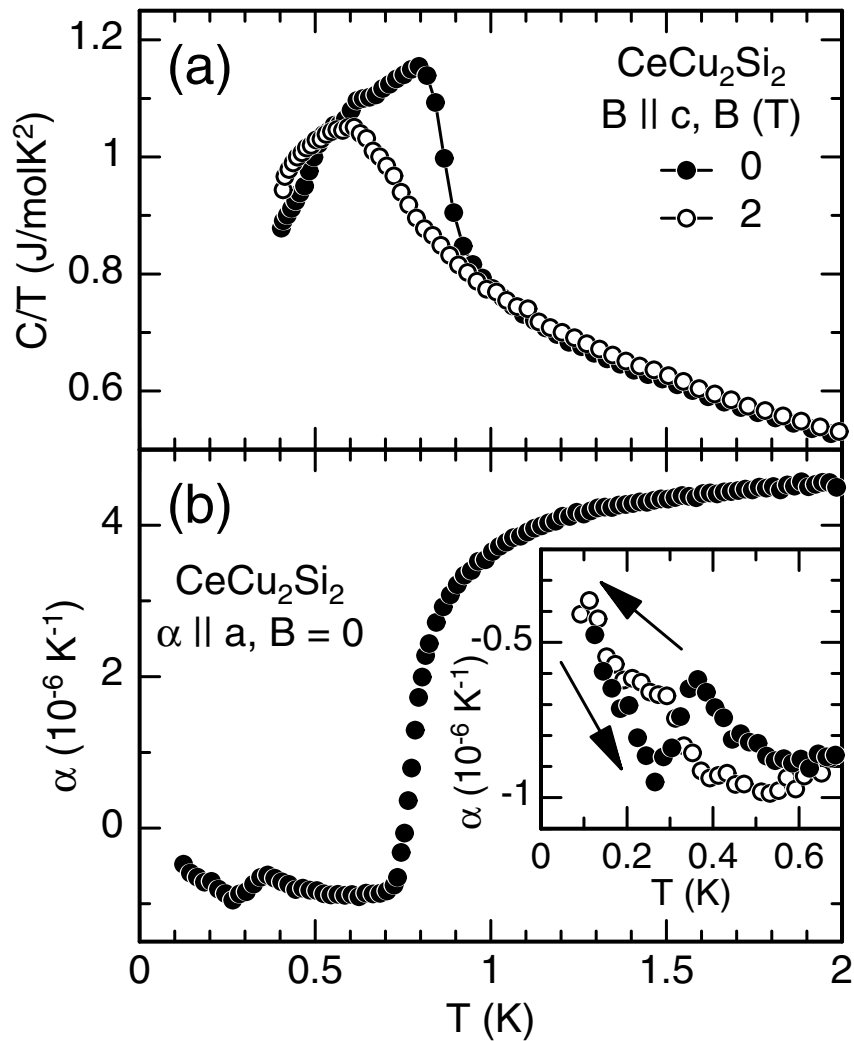 (a)
CeCu₂Si₂
B || c, B (T)
0
2
C/T (J/molK²)
1.2
1
0.8
0.6
(b)
CeCu₂Si₂
α || a, B = 0
α (10⁻⁶ K⁻¹)
4
2
0
α (10⁻⁶ K⁻¹)
-0.5
-1
0 0.2 0.4 0.6
T (K)
0 0.5 1 1.5 2
T (K)